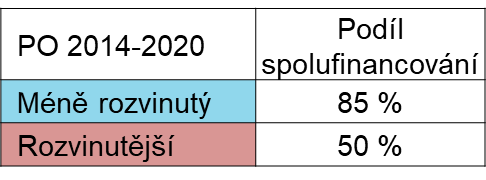 PO 2014-2020
Podíl
spolufinancování
Méně rozvinutý
85 %
Rozvinutější
50 %